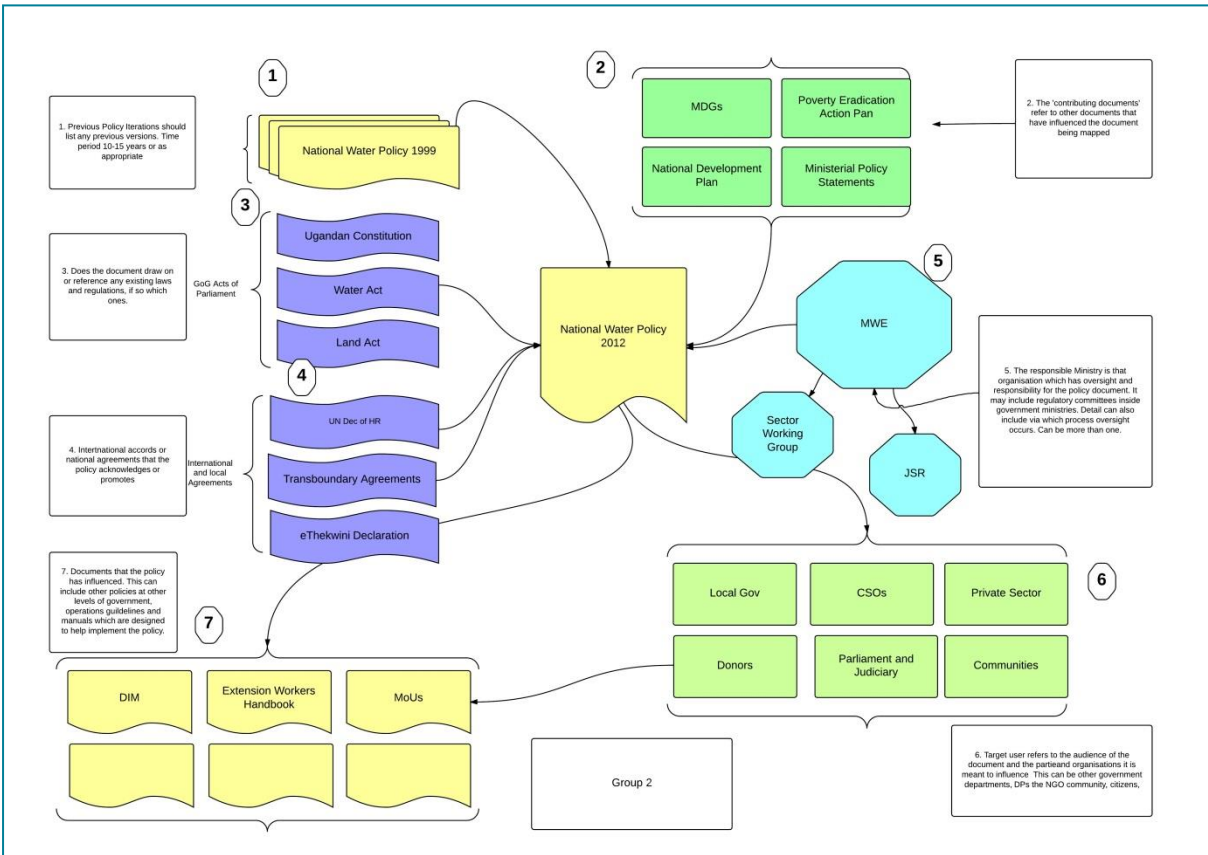 1
2
1. Previous Policy Iterations should
list any previous versions. Time
period 10-15 years or as
appropriate
National Water Policy 1999
MDGs
Poverty Eradication
Action Pan
National Development
Plan
Ministerial Policy
Statements
2. The 'contributing documents'
refer to other documents that
have influenced the document
being mapped
3
3. Does the document draw on
or reference any existing laws
and regulations, if so which
ones.
GoG Acts of
Parliament
Ugandan Constitution
Water Act
Land Act
National Water Policy
2012
5
MWE
Sector
Working
Group
JSR
5. The responsible Ministry is that
organisation which has oversight and
responsibility for the policy document. It
may include regulatory committees inside
government ministries. Detail can also
include via which process oversight
occurs. Can be more than one.
4
4. Intertnational accords or
national agreements that the
policy acknowledges or
promotes
International
and local
Agreements
UN Dec of HR
Transboundary Agreements
eThekwini Declaration
7. Documents that the policy
has influenced. This can
include other policies at other
levels of government,
operations guildelines and
manuals which are designed
to help implement the policy.
7
DIM
Extension Workers
Handbook
MoUs
6
Local Gov
CSOs
Private Sector
Donors
Parliament and
Judiciary
Communities
Group 2
6. Target user refers to the audience of the
document and the partieand organisations it is
meant to influence This can be other government
departments, DPs the NGO community, citizens,